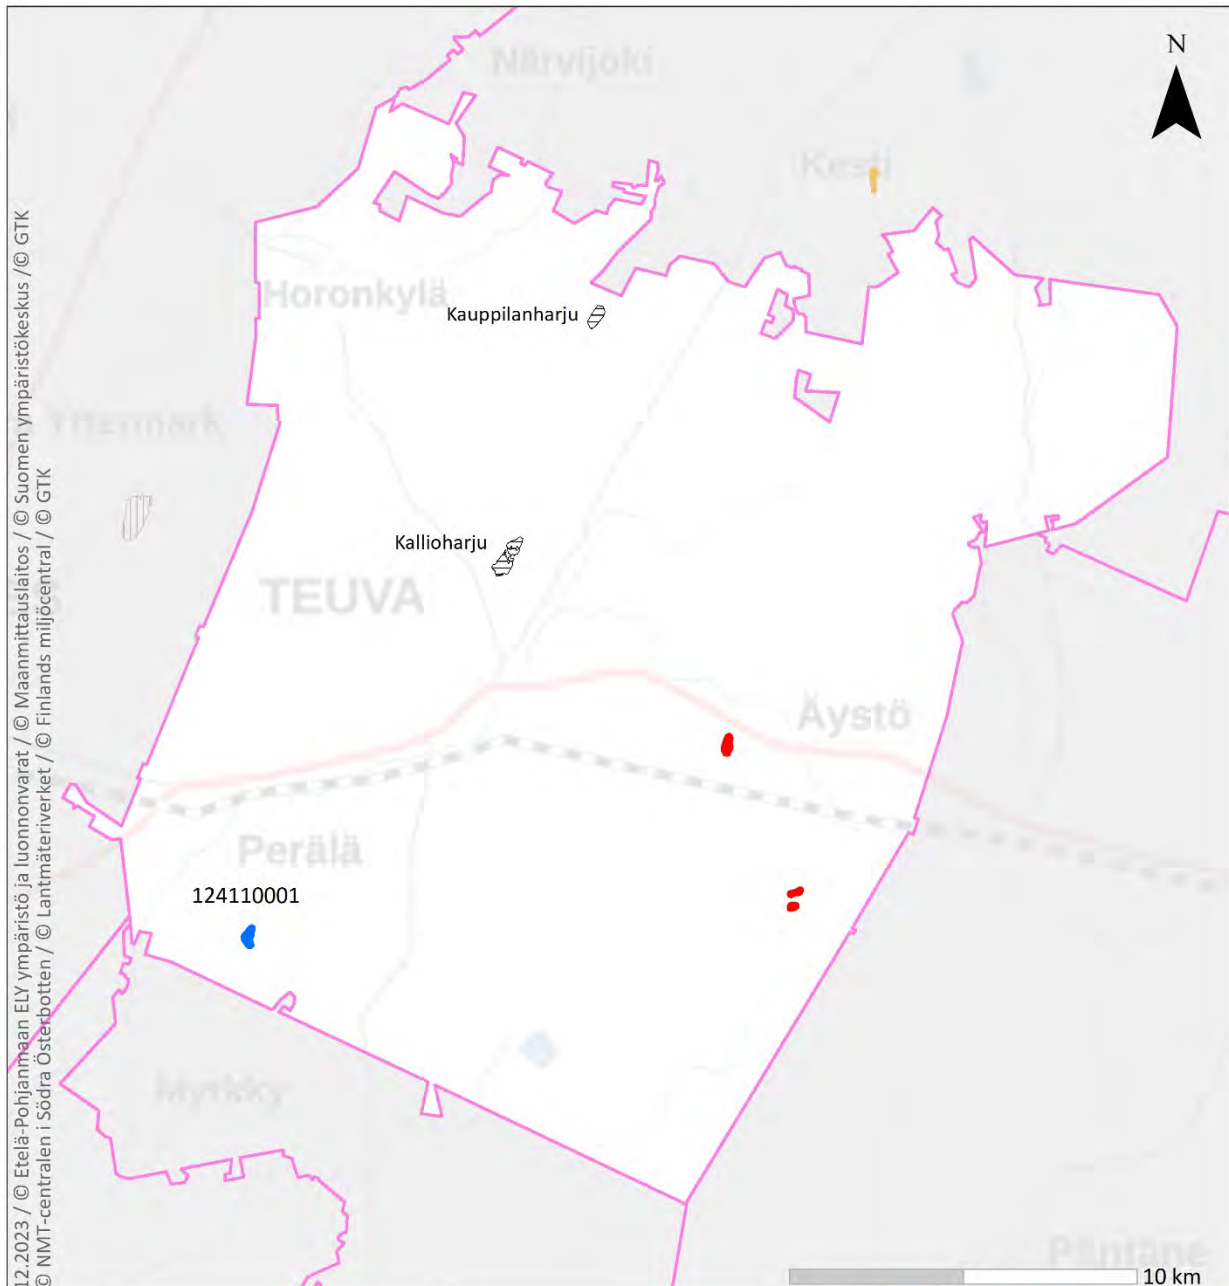 Närvijoki
N
Kesti
Horonkylä
Kauppilanharju
Yttermark
Kallioharju
TEUVA
Äystö
Perälä
124110001
Myrkky
Päntäne
10 km
12.2023 / © Etelä-Pohjanmaan ELY ympäristö ja luonnonvarat / © Maanmittauslaitos / © Suomen ympäristökeskus /© GTK
© NMT-centralen i Södra Österbotten / © Lantmäteriverket / © Finlands miljöcentral / © GTK